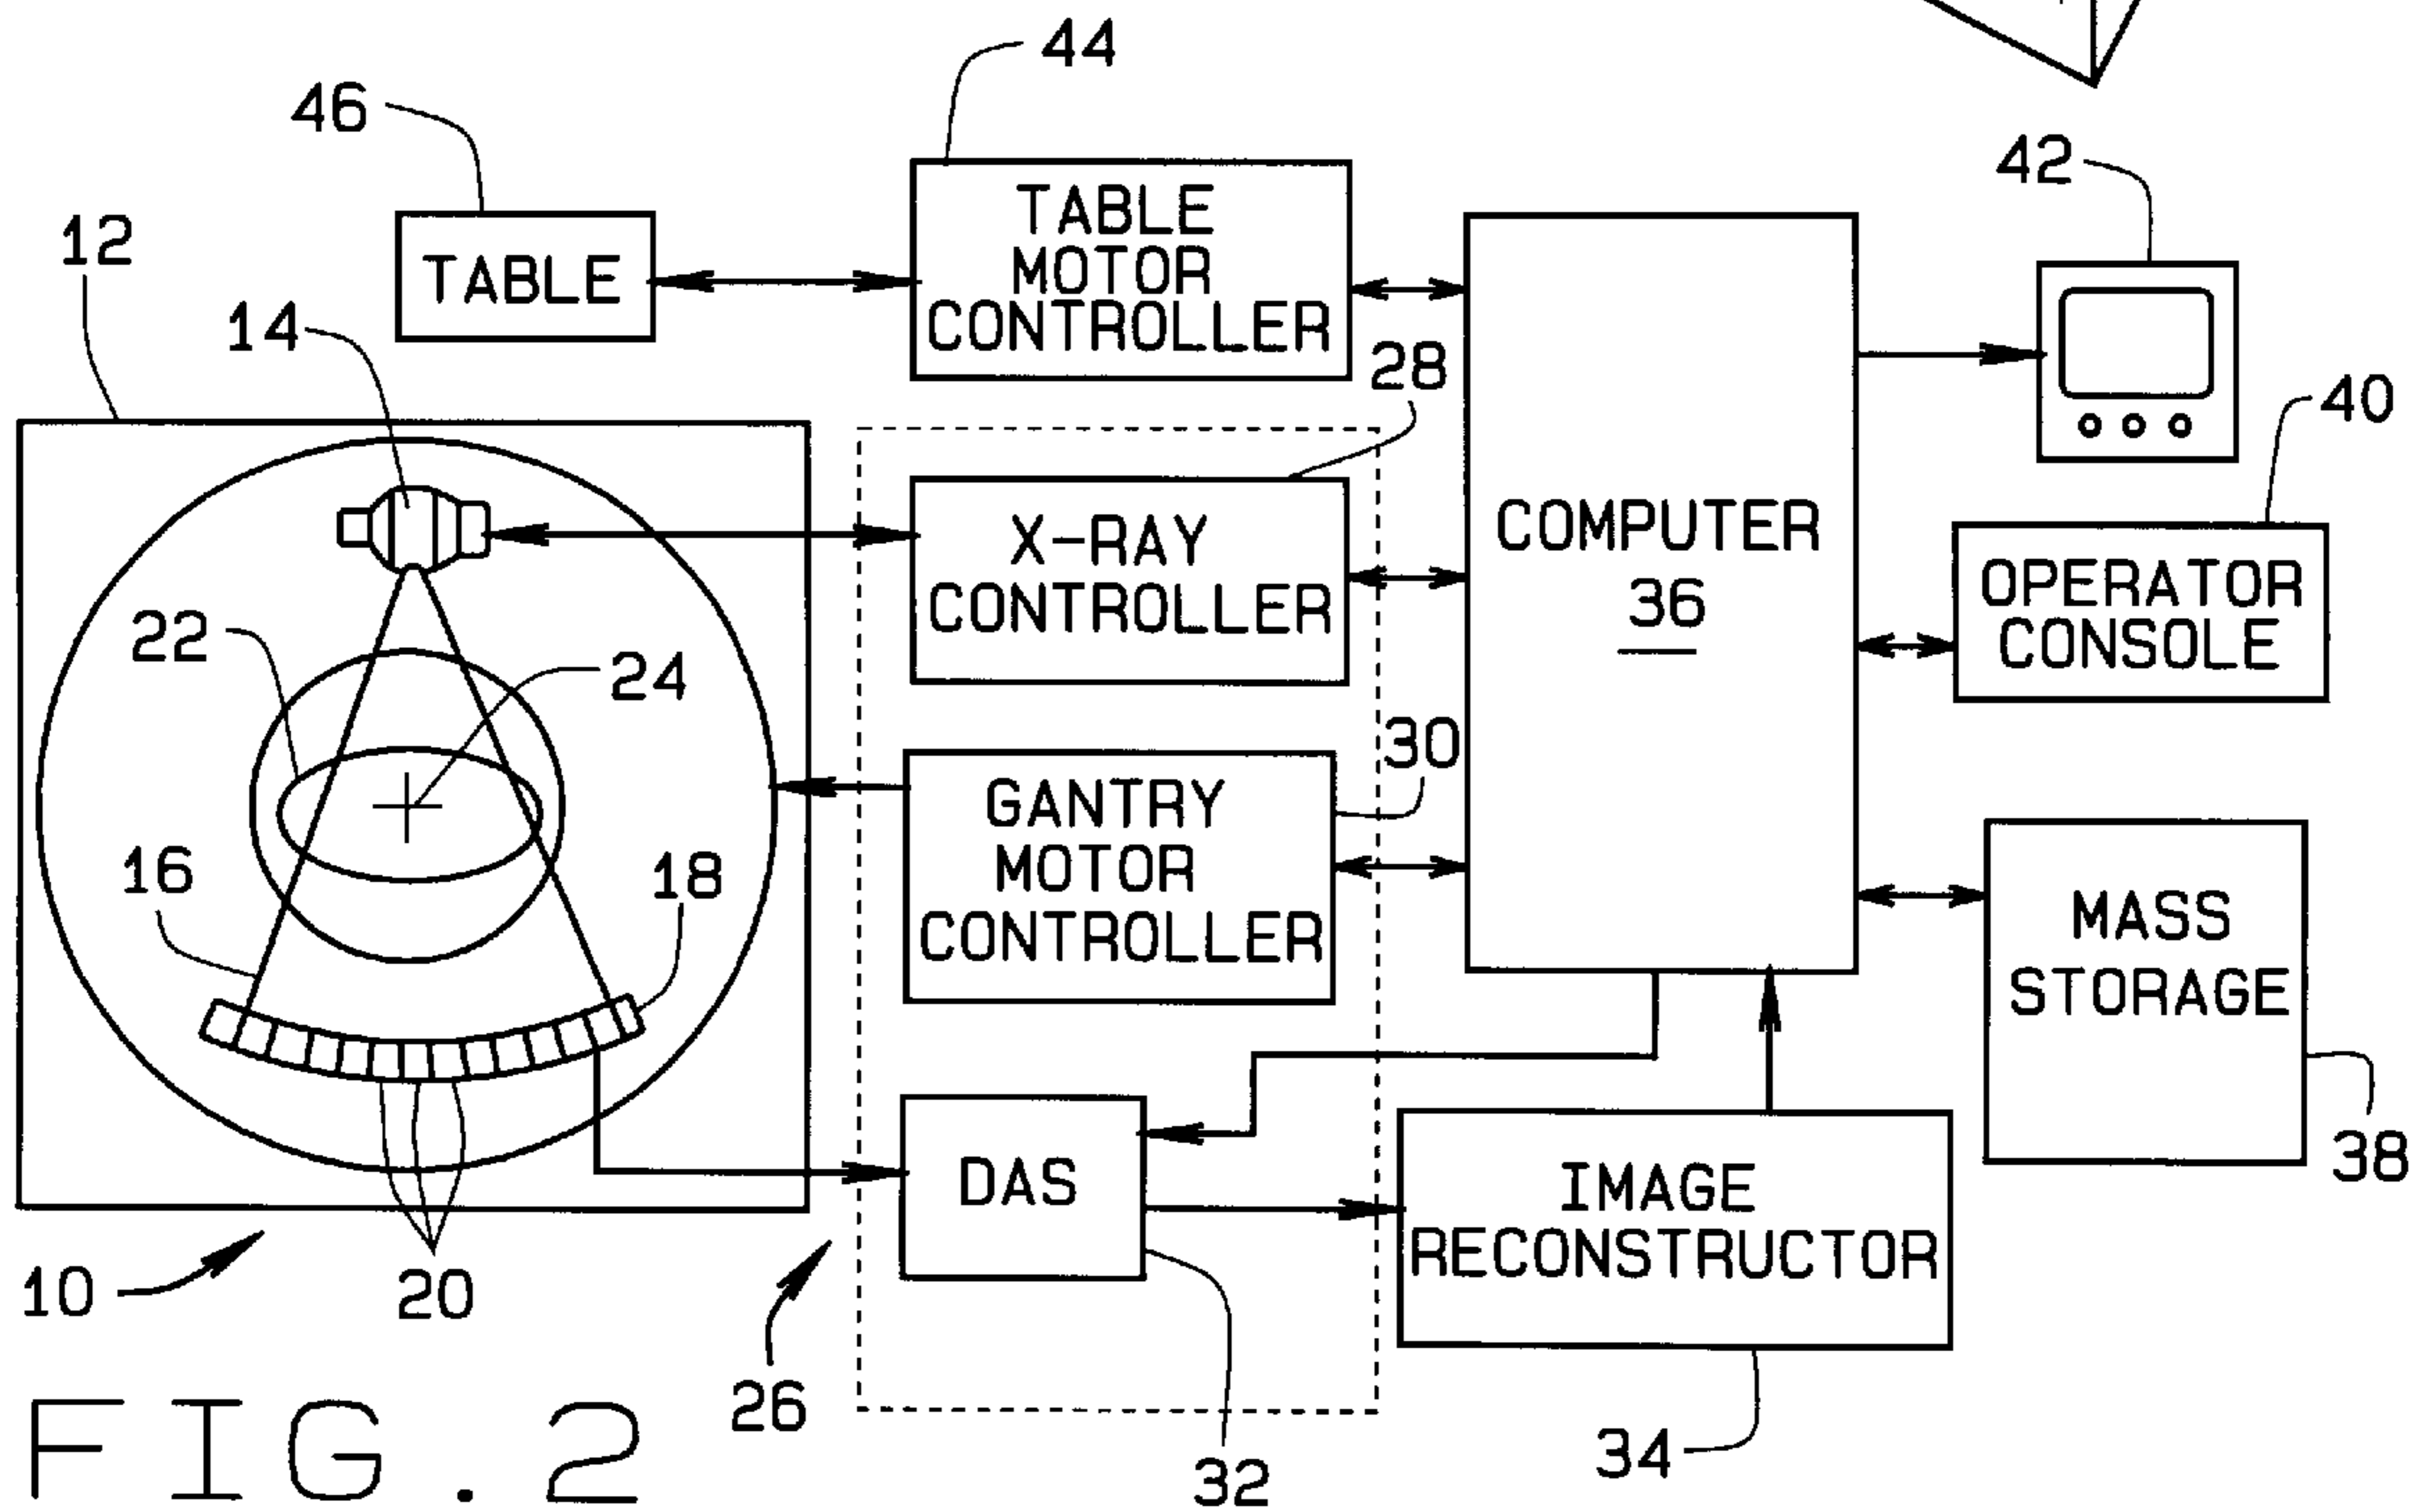 44
46
42
12
TABLE
MOTOR
CONTROLLER
TABLE
14
28
40
X-RAY
CONTROLLER
COMPUTER
36
OPERATOR
CONSOLE
22
24
30
GANTRY
MOTOR
CONTROLLER
16
18
MASS
STORAGE
38
DAS
IMAGE
RECONSTRUCTOR
10
20
26
32
34
FIG. 2